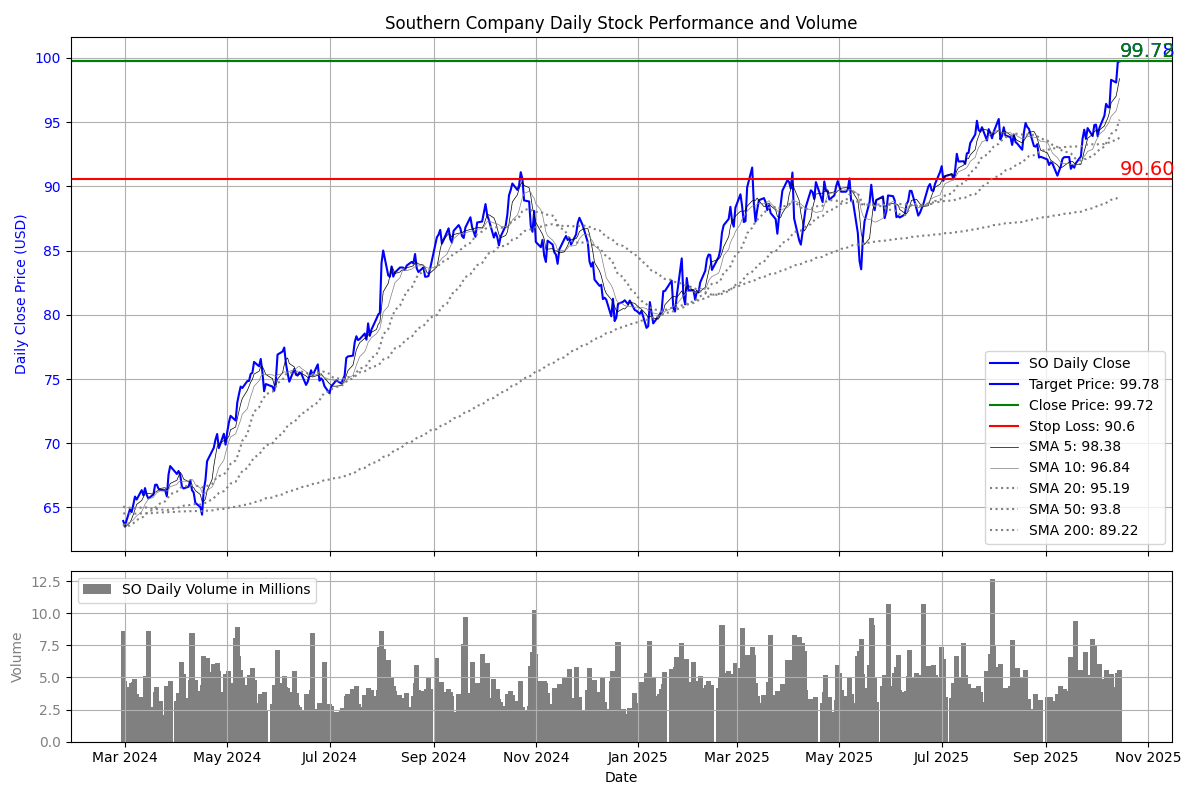 Southern Company Daily Stock Performance and Volume
Daily Close Price (USD)
100
95
90
85
80
75
70
65
99.78
90.60
SO Daily Close
Target Price: 99.78
Close Price: 99.72
Stop Loss: 90.6
SMA 5: 98.38
SMA 10: 96.84
SMA 20: 95.19
SMA 50: 93.8
SMA 200: 89.22
Volume
12.5
10.0
7.5
5.0
2.5
0.0
SO Daily Volume in Millions
Mar 2024 May 2024 Jul 2024 Sep 2024 Nov 2024 Jan 2025 Mar 2025 May 2025 Jul 2025 Sep 2025 Nov 2025
Date